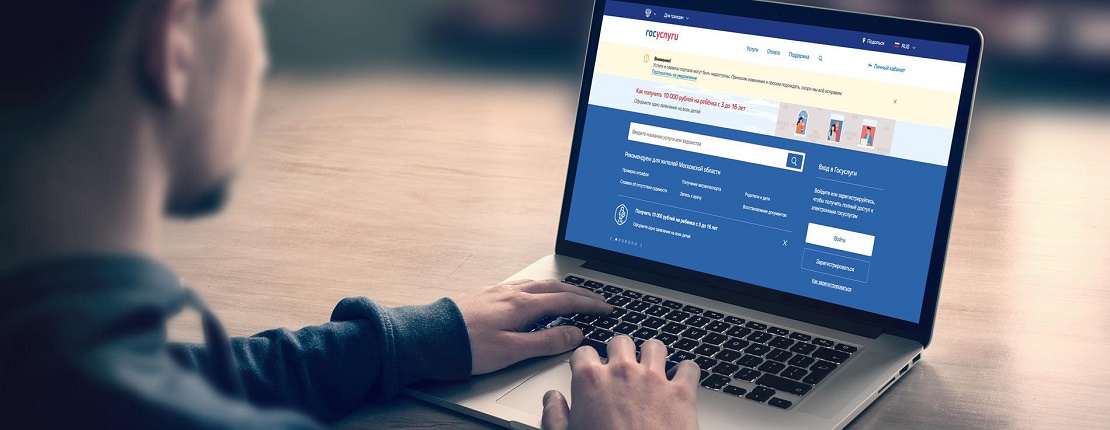 Для граждан
Подольск
RUS
госуслуги
Услуги Оплата Поддержка
Личный кабинет
Внимание!
Услуги и сервисы портала могут быть недоступны. Приносим извинения и просим подождать, скоро мы всё исправим
Подпишитесь на уведомления
Как получить 10 000 рублей на ребёнка с 3 до 16 лет
Оформите одно заявление на всех детей
Введите название услуги или ведомства
Рекомендуем для жителей Московской области
Проверка штрафов
Получение загранпаспорта
Родители и дети
Справка об отсутствии судимости
Запись к врачу
Восстановление документов
Получить 10 000 рублей на ребёнка с 3 до 16 лет
Оформите одно заявление на всех детей
Вход в Госуслуги
Войдите или зарегистрируйтесь,
чтобы получить полный доступ к
электронным госуслугам
Войти
Зарегистрироваться
Как зарегистрироваться